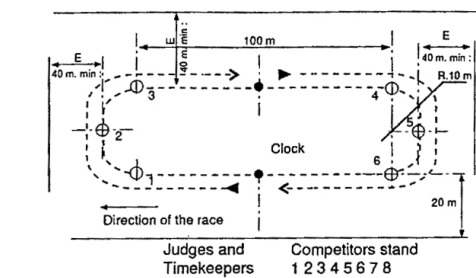 E
40 m. min :
E
40 m. min :
100 m
E
40 m. min :
R.10 m
3
4
2
5
Clock
1
6
20 m
Direction of the race
Judges and Timekeepers
Competitors stand
1 2 3 4 5 6 7 8